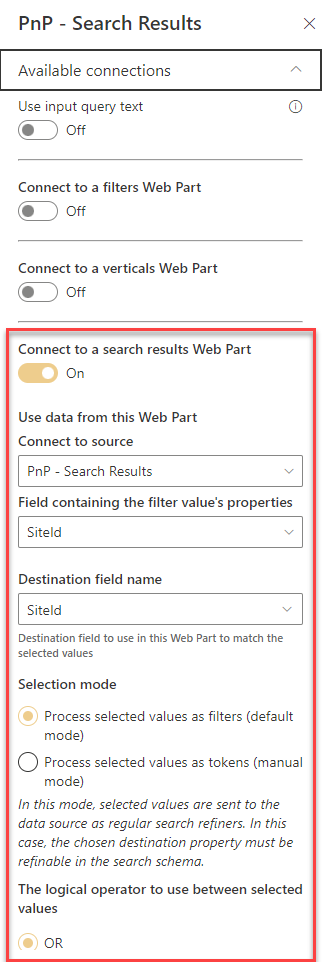 PnP - Search Results
Available connections
Use input query text
Off
Connect to a filters Web Part
Off
Connect to a verticals Web Part
Off
Connect to a search results Web Part
On
Use data from this Web Part
Connect to source
PnP - Search Results
Field containing the filter value's properties
SiteId
Destination field name
SiteId
Destination field to use in this Web Part to match the
selected values
Selection mode
Process selected values as filters (default
mode)
Process selected values as tokens (manual
mode)
In this mode, selected values are sent to the
data source as regular search refiners. In this
case, the chosen destination property must be
refinable in the search schema.
The logical operator to use between selected
values
OR